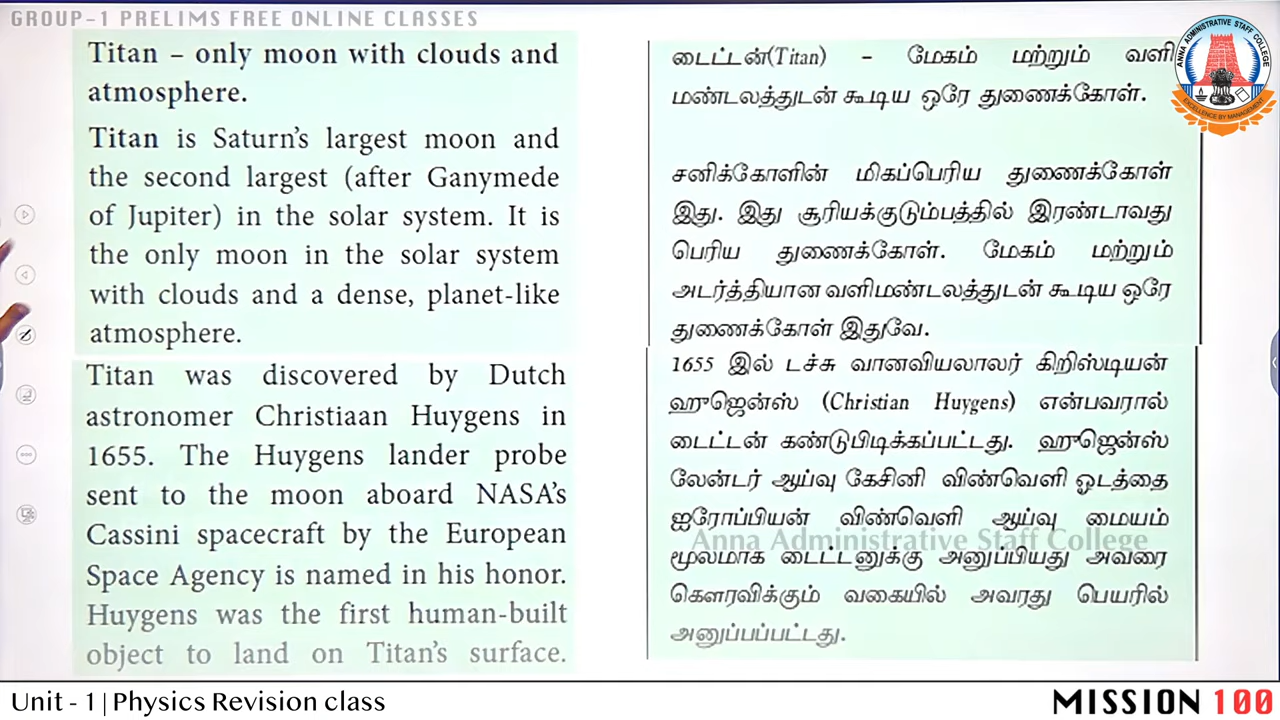 GROUP-1 PRELIMS FREE ONLINE CLASSES
Titan – only moon with clouds and
atmosphere.
Titan is Saturn's largest moon and
the second largest (after Ganymede
of Jupiter) in the solar system. It is
the only moon in the solar system
with clouds and a dense, planet-like
atmosphere.
Titan was discovered by Dutch
astronomer Christiaan Huygens in
1655. The Huygens lander probe
sent to the moon aboard NASA's
Cassini spacecraft by the European
Space Agency is named in his honor.
Huygens was the first human-built
object to land on Titan's surface.
டைட்டன்(Titan) – மேகம் மற்றும் வளி
மண்டலத்துடன் கூடிய ஒரே துணைக்கோள்.
சனிக்கோளின் மிகப்பெரிய துணைக்கோள்
இது. இது சூரியக்குடும்பத்தில் இரண்டாவது
பெரிய துணைக்கோள். மேகம் மற்றும்
அடர்த்தியான வளிமண்டலத்துடன் கூடிய ஒரே
துணைக்கோள் இதுவே.
1655 இல் டச்சு வானவியலாலர் கிறிஸ்டியன்
ஹுஜென்ஸ் (Christian Huygens) என்பவரால்
டைட்டன் கண்டுபிடிக்கப்பட்டது. ஹுஜென்ஸ்
லேன்டர் ஆய்வு கேசினி விண்வெளி ஓடத்தை
ஐரோப்பியன் விண்வெளி ஆய்வு மையம்
Anna Administrative Staff College
மூலமாக டைட்டனுக்கு அனுப்பியது அவரை
கௌரவிக்கும் வகையில் அவரது பெயரில்
அனுப்பப்பட்டது.
ANNA ADMINISTRATIVE STAFF COLLEGE
EXCELLENCE BY MANAGEMENT
Unit - 1 | Physics Revision class
MISSION 100